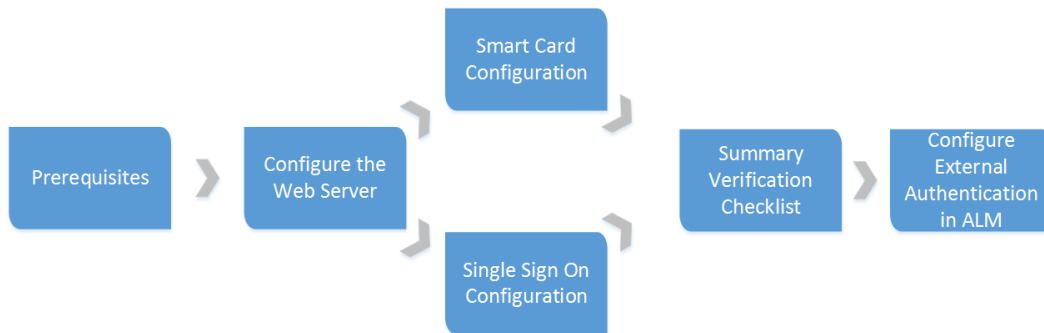 Prerequisites
Configure the
Web Server
Smart Card
Configuration
Single Sign On
Configuration
Summary
Verification
Checklist
Configure
External
Authentication
in ALM